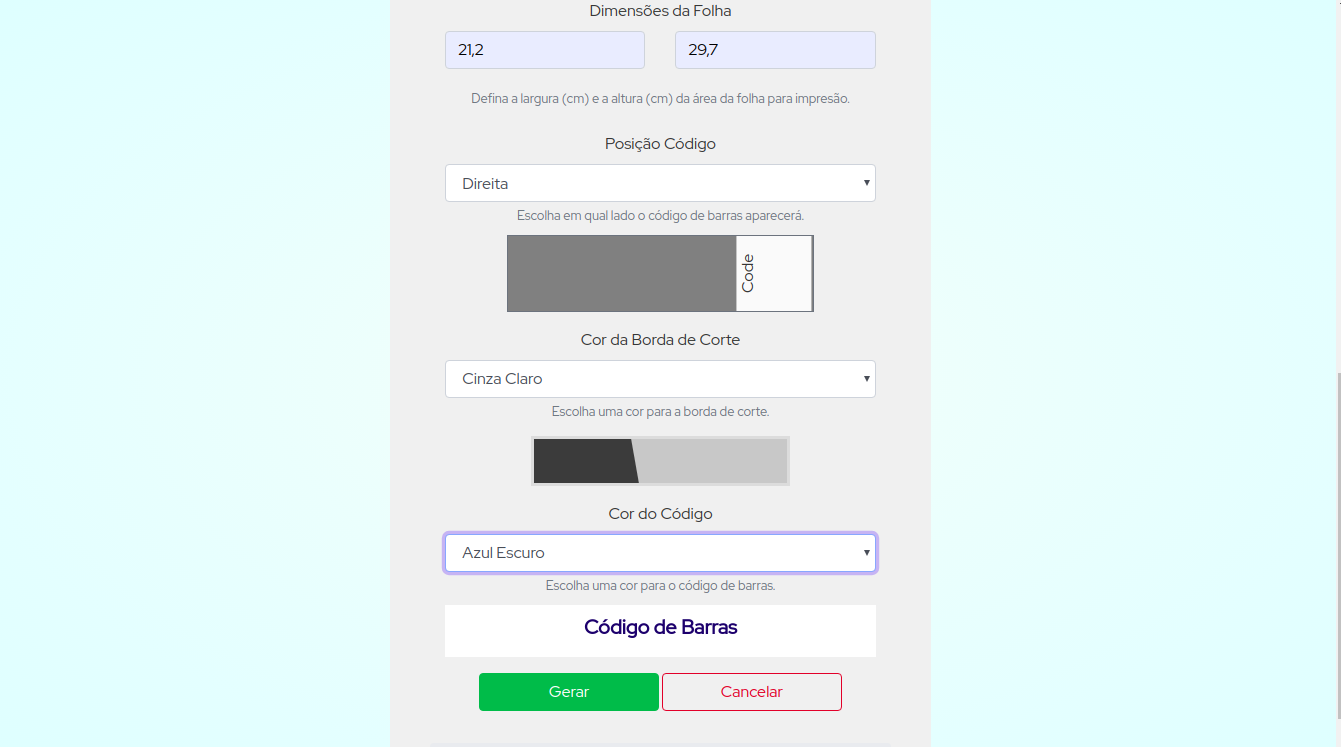 Dimensões da Folha
21,2
29,7
Defina a largura (cm) e a altura (cm) da área da folha para impressão.
Posição Código
Direita
Escolha em qual lado o código de barras aparecerá.
Code
Cor da Borda de Corte
Cinza Claro
Escolha uma cor para a borda de corte.
Cor do Código
Azul Escuro
Escolha uma cor para o código de barras.
Código de Barras
Gerar
Cancelar